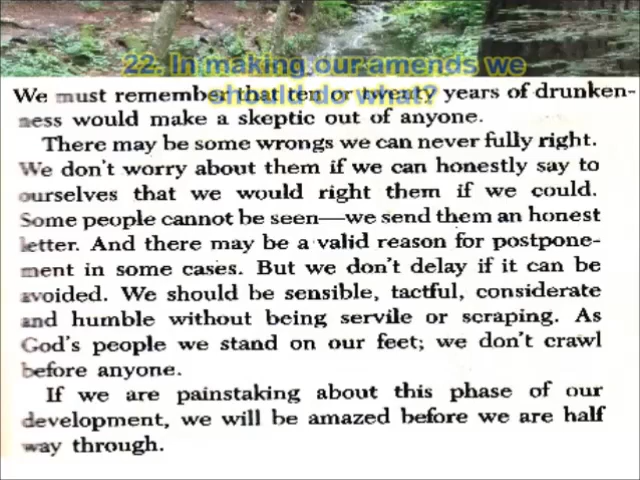 22. In making our amends we
should do what?
We must remember that ten or twenty years of drunken-
ness would make a skeptic out of anyone.
There may be some wrongs we can never fully right.
We don't worry about them if we can honestly say to
ourselves that we would right them if we could.
Some people cannot be seen—we send them an honest
letter. And there may be a valid reason for postpone-
ment in some cases. But we don't delay if it can be
avoided. We should be sensible, tactful, considerate
and humble without being servile or scraping. As
God's people we stand on our feet; we don't crawl
before anyone.
If we are painstaking about this phase of our
development, we will be amazed before we are half
way through.